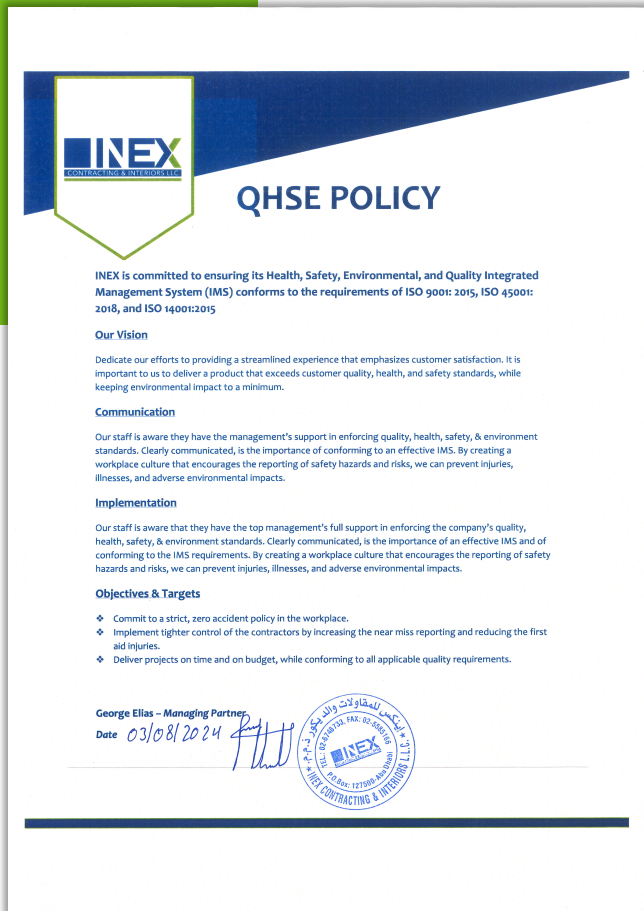 INEX
CONTRACTING & INTERIORS LLC
QHSE POLICY
INEX is committed to ensuring its Health, Safety, Environmental, and Quality Integrated
Management System (IMS) conforms to the requirements of ISO 9001: 2015, ISO 45001:
2018, and ISO 14001:2015
Our Vision
Dedicate our efforts to providing a streamlined experience that emphasizes customer satisfaction. It is
important to us to deliver a product that exceeds customer quality, health, and safety standards, while
keeping environmental impact to a minimum.
Communication
Our staff is aware they have the management's support in enforcing quality, health, safety, & environment
standards. Clearly communicated, is the importance of conforming to an effective IMS. By creating a
workplace culture that encourages the reporting of safety hazards and risks, we can prevent injuries,
illnesses, and adverse environmental impacts.
Implementation
Our staff is aware that they have the top management's full support in enforcing the company's quality,
health, safety, & environment standards. Clearly communicated, is the importance of an effective IMS and of
conforming to the IMS requirements. By creating a workplace culture that encourages the reporting of safety
hazards and risks, we can prevent injuries, illnesses, and adverse environmental impacts.
Objectives & Targets
❖ Commit to a strict, zero accident policy in the workplace.
❖ Implement tighter control of the contractors by increasing the near miss reporting and reducing the first
aid injuries.
❖ Deliver projects on time and on budget, while conforming to all applicable quality requirements.
George Elias – Managing Partner
Date 03/08/2024
اينكس للمقاولات والديكور ذ.م.م.
TEL.: 02-6746733, FAX: 02-5585166
INEX
P.O.Box: 127500-Abu Dhabi
INEX CONTRACTING & INTERIORS L.L.C.